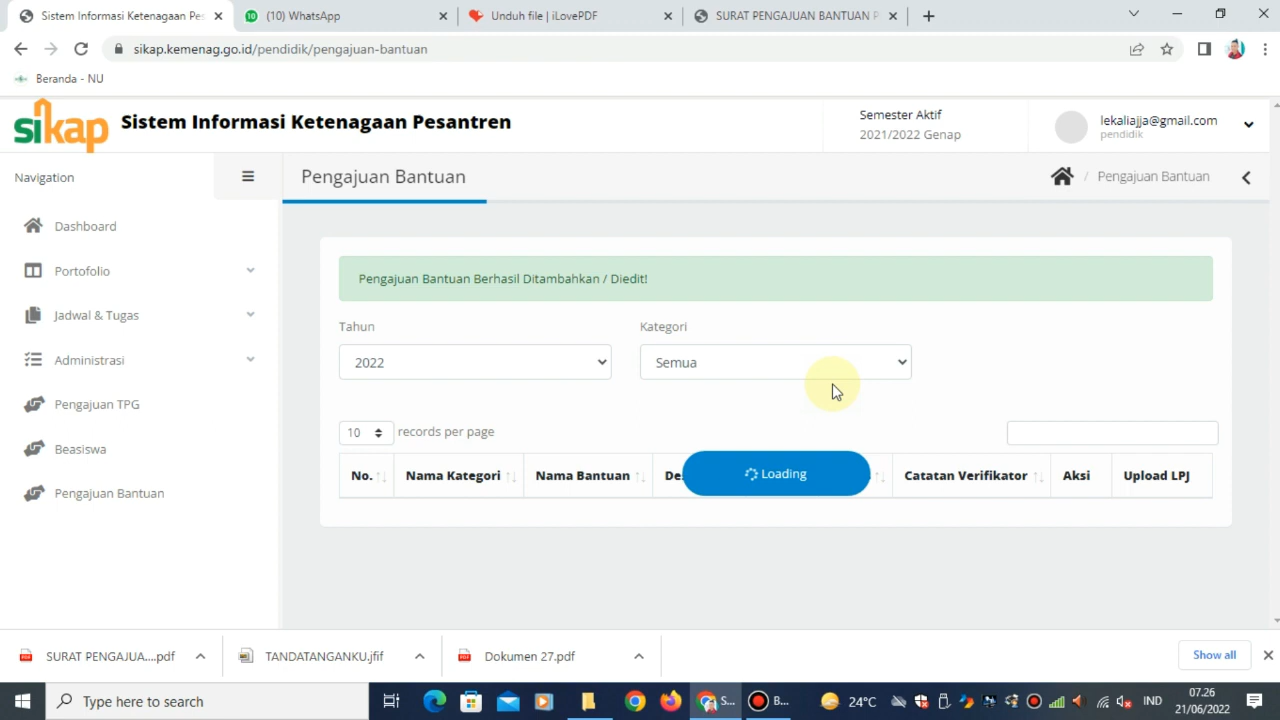 Sistem Informasi Ketenagaan Pes
(10) WhatsApp
Unduh file | iLovePDF
SURAT PENGAJUAN BANTUAN P
sikap.kemenag.go.id/pendidik/pengajuan-bantuan
Beranda - NU
sikap
Sistem Informasi Ketenagaan Pesantren
Semester Aktif
2021/2022 Genap
lekaliajja@gmail.com
pendidik
Navigation
Pengajuan Bantuan
/ Pengajuan Bantuan
Dashboard
Portofolio
Jadwal & Tugas
Administrasi
Pengajuan TPG
Beasiswa
Pengajuan Bantuan
Pengajuan Bantuan Berhasil Ditambahkan / Diedit!
Tahun
Kategori
2022
Semua
10 records per page
No. Nama Kategori Nama Bantuan De Loading Catatan Verifikator Aksi Upload LPJ
SURAT PENGAJUA....pdf
TANDATANGANKU.jfif
Dokumen 27.pdf
Show all
Type here to search
S...
B...
24°C
IND
07.26
21/06/2022